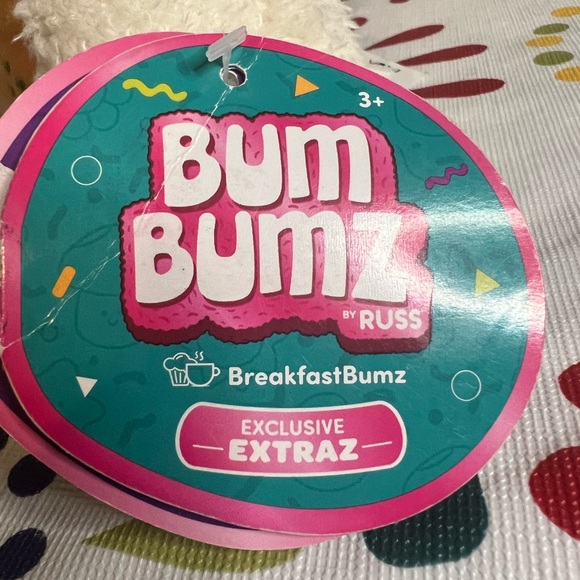 3+
BUM
BUMZ
BY RUSS
BreakfastBumz
EXCLUSIVE
EXTRAZ